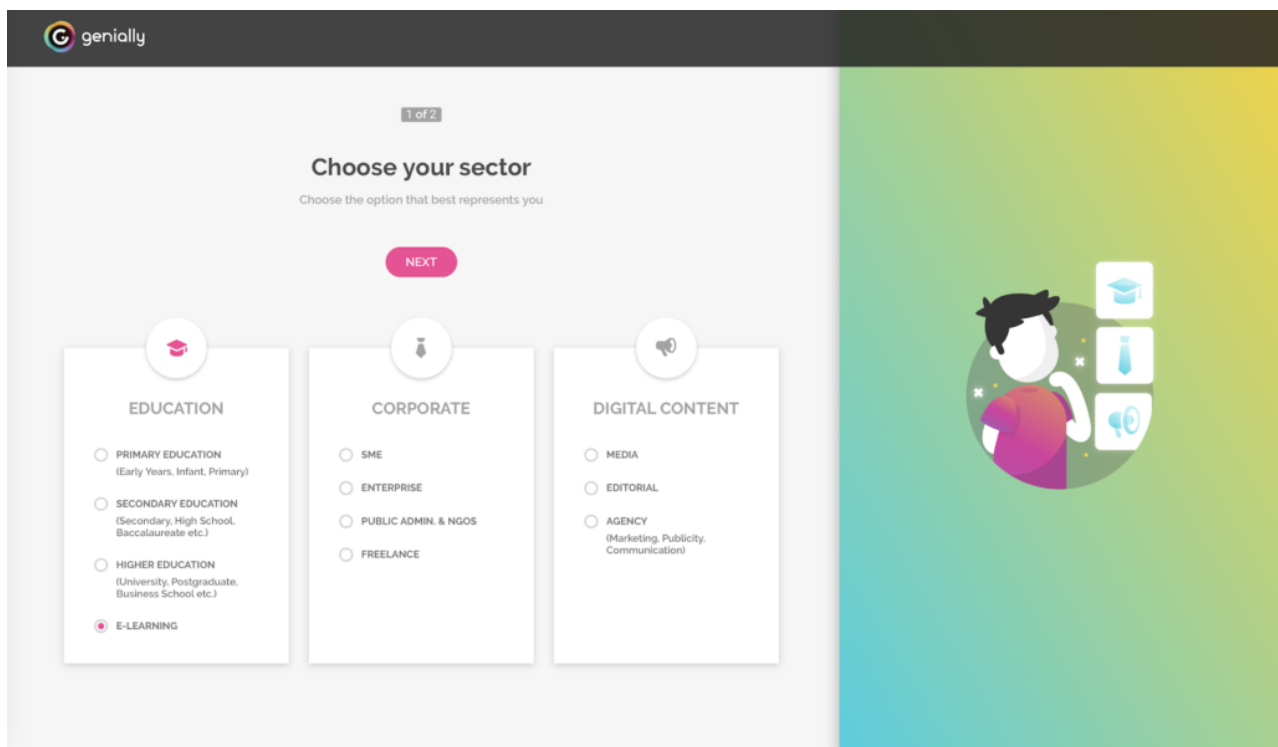 genially
1 of 2
Choose your sector
Choose the option that best represents you
NEXT
EDUCATION
PRIMARY EDUCATION
(Early Years, Infant, Primary)
SECONDARY EDUCATION
(Secondary, High School,
Baccalaureate etc.)
HIGHER EDUCATION
(University, Postgraduate,
Business School etc.)
E-LEARNING
CORPORATE
SME
ENTERPRISE
PUBLIC ADMIN. & NGOS
FREELANCE
DIGITAL CONTENT
MEDIA
EDITORIAL
AGENCY
(Marketing, Publicity,
Communication)